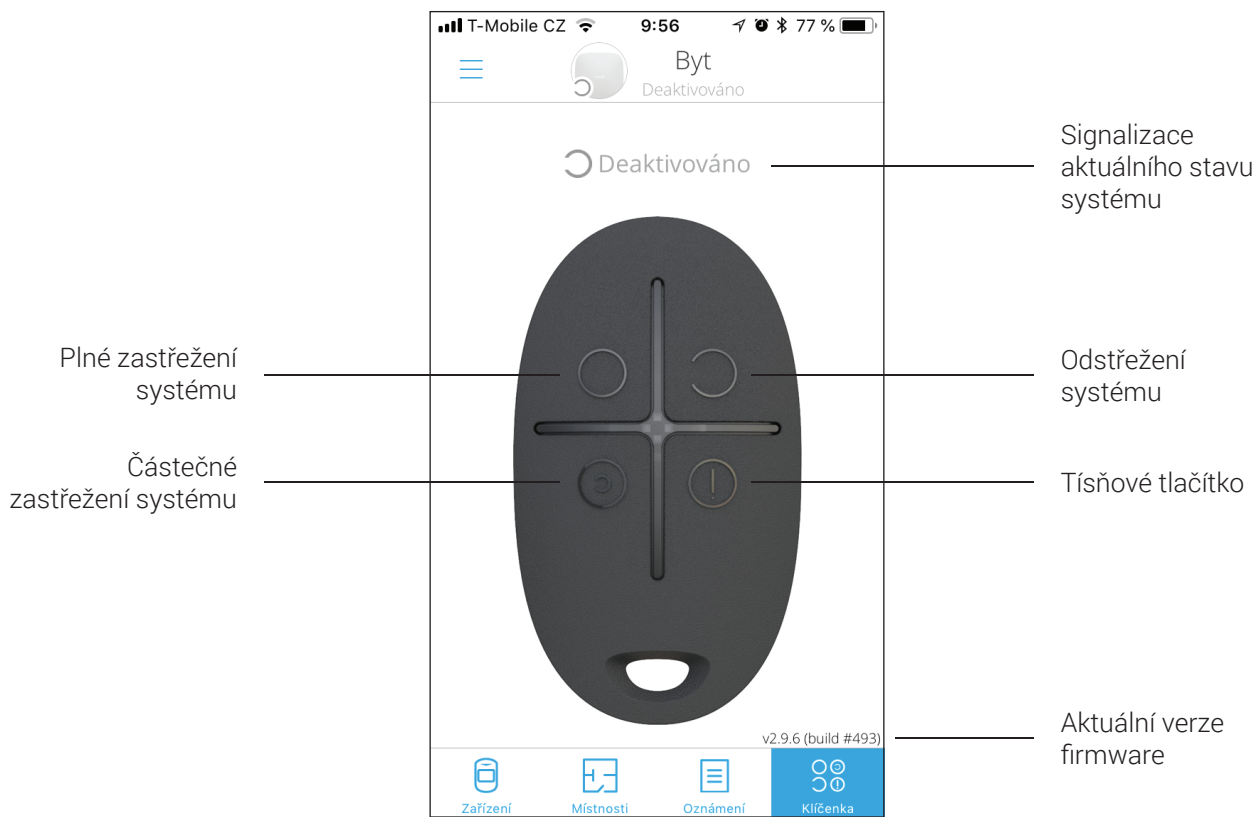 T-Mobile CZ 9:56 77 %
Byt
Deaktivováno
Deaktivováno
Signalizace
aktuálního stavu
systému
Plné zastřežení
systému
Odstřežení
systému
Částečné
zastřežení systému
Tísňové tlačítko
v2.9.6 (build #493)
Aktuální verze
firmware
Zařízení Místnosti Oznámení Klíčenka